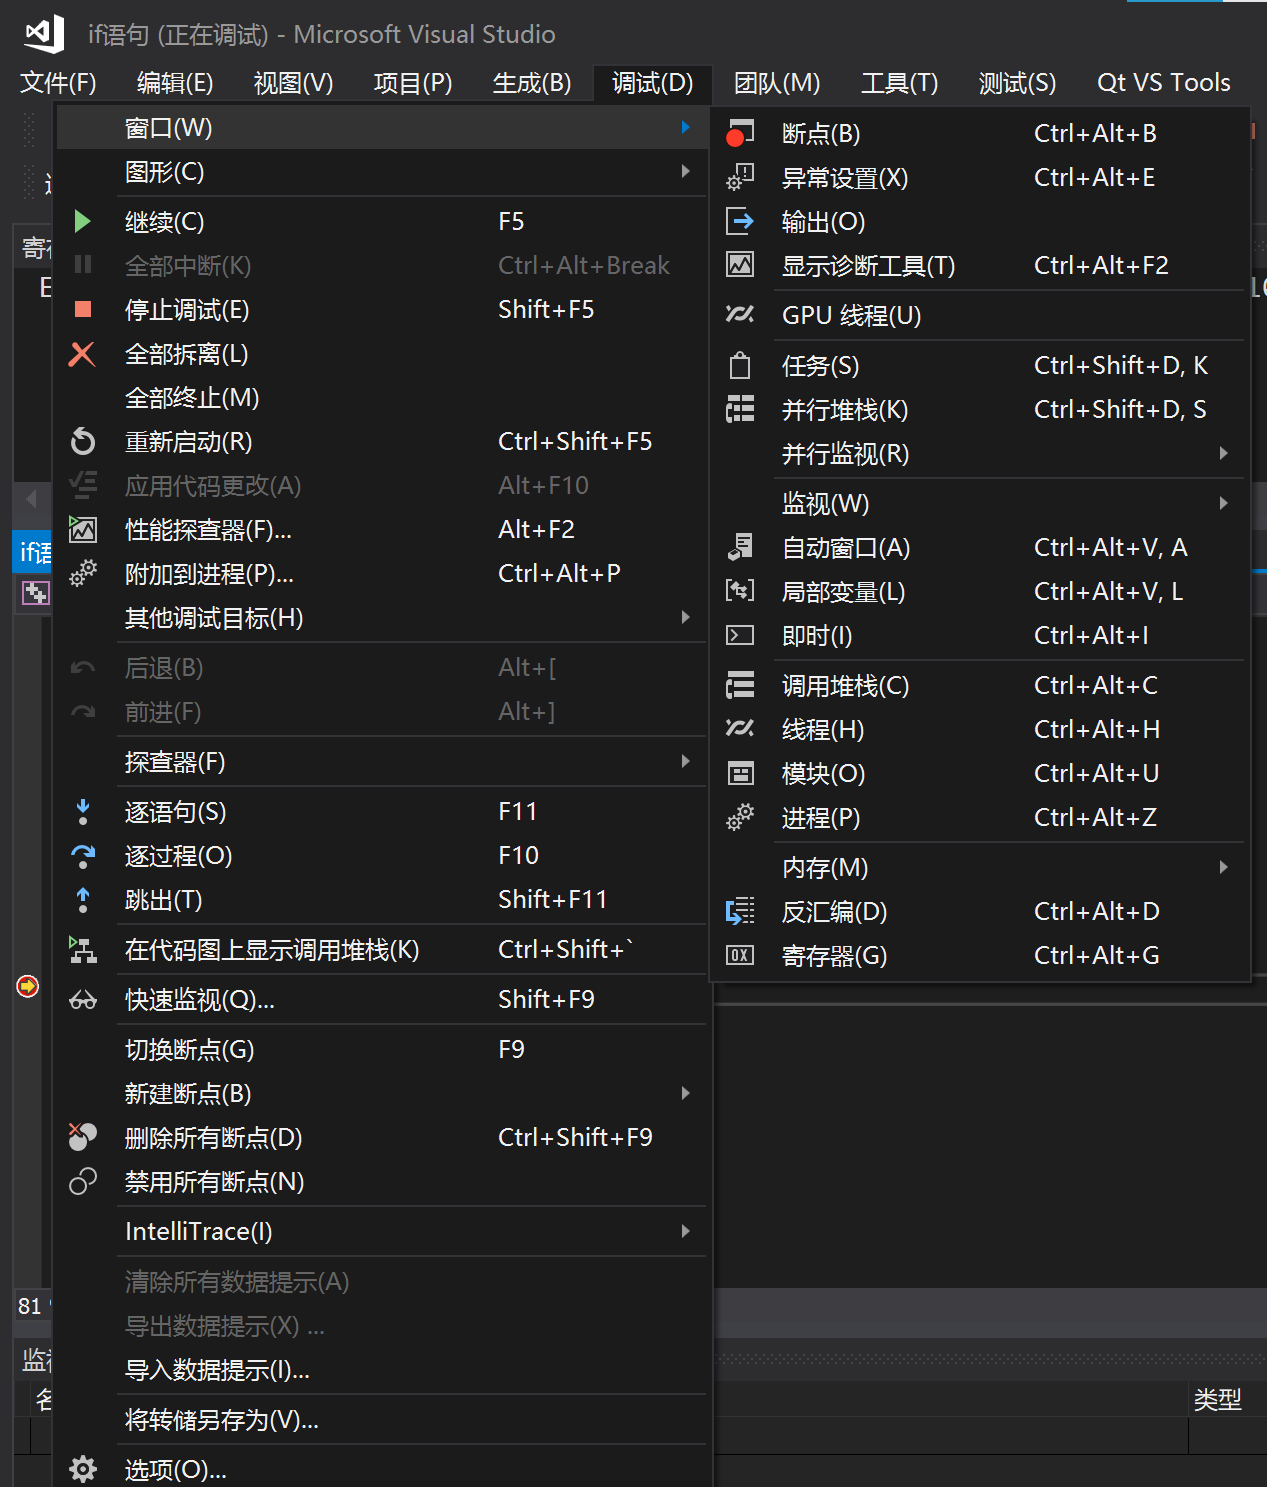 if语句 (正在调试) - Microsoft Visual Studio
文件(F) 编辑(E) 视图(V) 项目(P) 生成(B) 调试(D) 团队(M) 工具(T) 测试(S) Qt VS Tools
窗口(W)
图形(C)
继续(C) F5
全部中断(K) Ctrl+Alt+Break
停止调试(E) Shift+F5
全部拆离(L)
全部终止(M)
重新启动(R) Ctrl+Shift+F5
应用代码更改(A) Alt+F10
性能探查器(F)... Alt+F2
附加到进程(P)... Ctrl+Alt+P
其他调试目标(H)
后退(B) Alt+[
前进(F) Alt+]
探查器(F)
逐语句(S) F11
逐过程(O) F10
跳出(T) Shift+F11
在代码图上显示调用堆栈(K) Ctrl+Shift+`
快速监视(Q)... Shift+F9
切换断点(G) F9
新建断点(B)
删除所有断点(D) Ctrl+Shift+F9
禁用所有断点(N)
IntelliTrace(I)
清除所有数据提示(A)
导出数据提示(X) ...
导入数据提示(I)...
将转储另存为(V)...
选项(O)...
断点(B) Ctrl+Alt+B
异常设置(X) Ctrl+Alt+E
输出(O)
显示诊断工具(T) Ctrl+Alt+F2
GPU 线程(U)
任务(S) Ctrl+Shift+D, K
并行堆栈(K) Ctrl+Shift+D, S
并行监视(R)
监视(W)
自动窗口(A) Ctrl+Alt+V, A
局部变量(L) Ctrl+Alt+V, L
即时(I) Ctrl+Alt+I
调用堆栈(C) Ctrl+Alt+C
线程(H) Ctrl+Alt+H
模块(O) Ctrl+Alt+U
进程(P) Ctrl+Alt+Z
内存(M)
反汇编(D) Ctrl+Alt+D
寄存器(G) Ctrl+Alt+G
寄
E
if语
81
监
名
类型